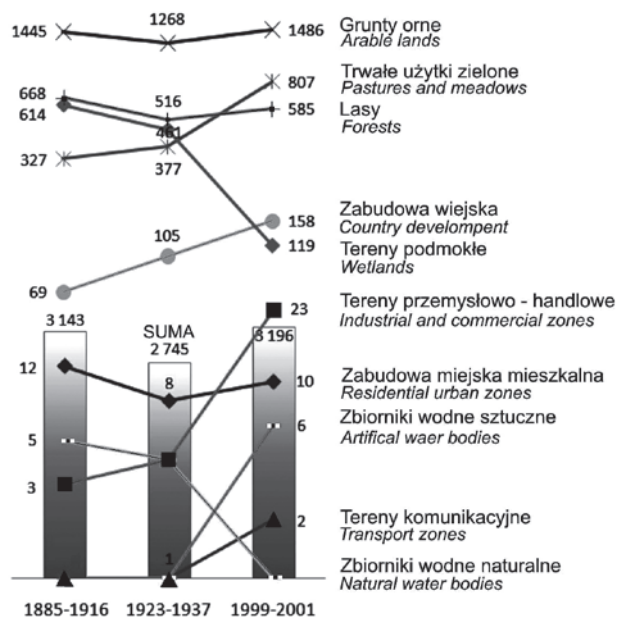 1445
1268
1486
Grunty orne
Arable lands
668
614
516
461
807
585
Trwałe użytki zielone
Pastures and meadows
Lasy
Forests
327
377
69
105
158
119
Zabudowa wiejska
Country developent
Tereny podmokłe
Wetlands
3 143
SUMA
2 745
3 196
23
Tereny przemysłowo - handlowe
Industrial and commercial zones
12
8
10
Zabudowa miejska mieszkalna
Residential urban zones
5
6
Zbiorniki wodne sztuczne
Artifical waer bodies
3
1
2
Tereny komunikacyjne
Transport zones
Zbiorniki wodne naturalne
Natural water bodies
1885-1916
1923-1937
1999-2001